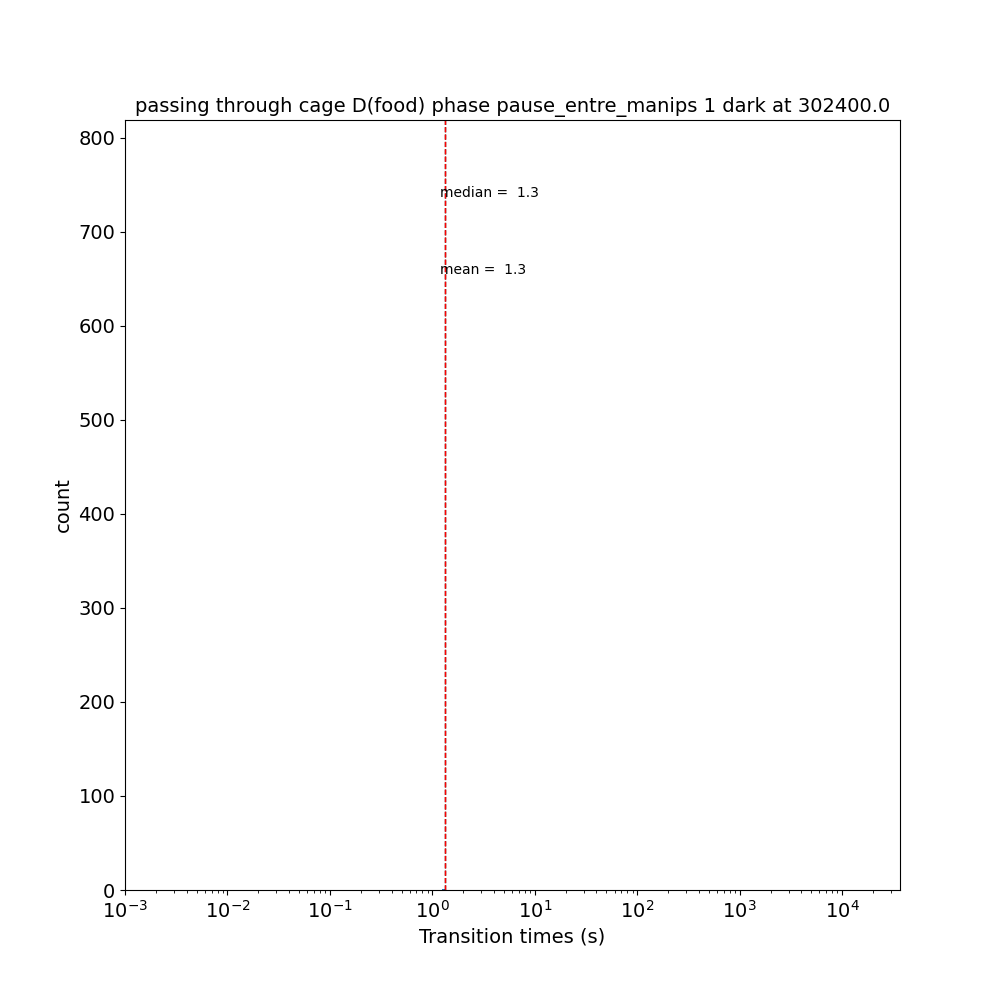 passing through cage D(food) phase pause_entre_manips 1 dark at 302400.0
800
median =  1.3
700
mean =  1.3
600
500
400
count
300
200
100
0
10⁻³ 10⁻² 10⁻¹ 10⁰ 10¹ 10² 10³ 10⁴
Transition times (s)